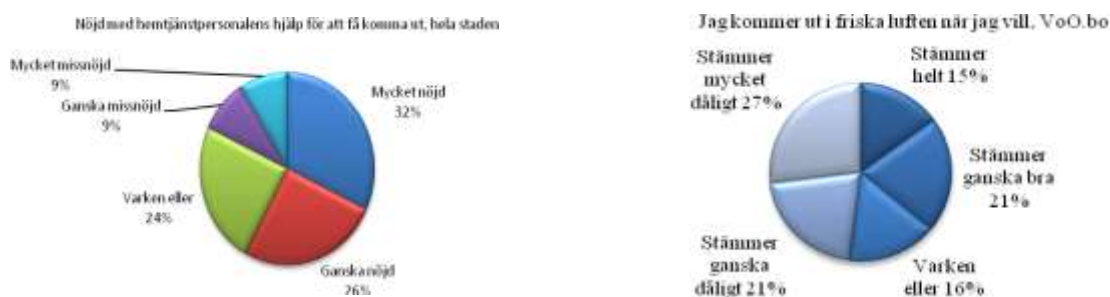 Nöjd med hemtjänstpersonalens hjälp för att få komma ut, hela staden
Mycket missnöjd
9%
Ganska missnöjd
9%
Mycket nöjd
32%
Varken eller
24%
Ganska nöjd
26%
Jag kommer ut i friska luften när jag vill, VoO.bo
Stämmer
mycket
dåligt 27%
Stämmer
helt 15%
Stämmer
ganska bra
21%
Stämmer
ganska
dåligt 21%
Varken
eller 16%